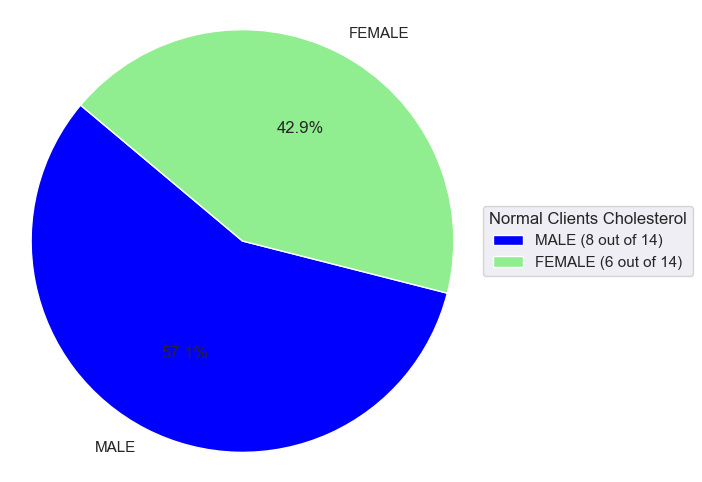 FEMALE
42.9%
Normal Clients Cholesterol
MALE (8 out of 14)
FEMALE (6 out of 14)
57.1%
MALE